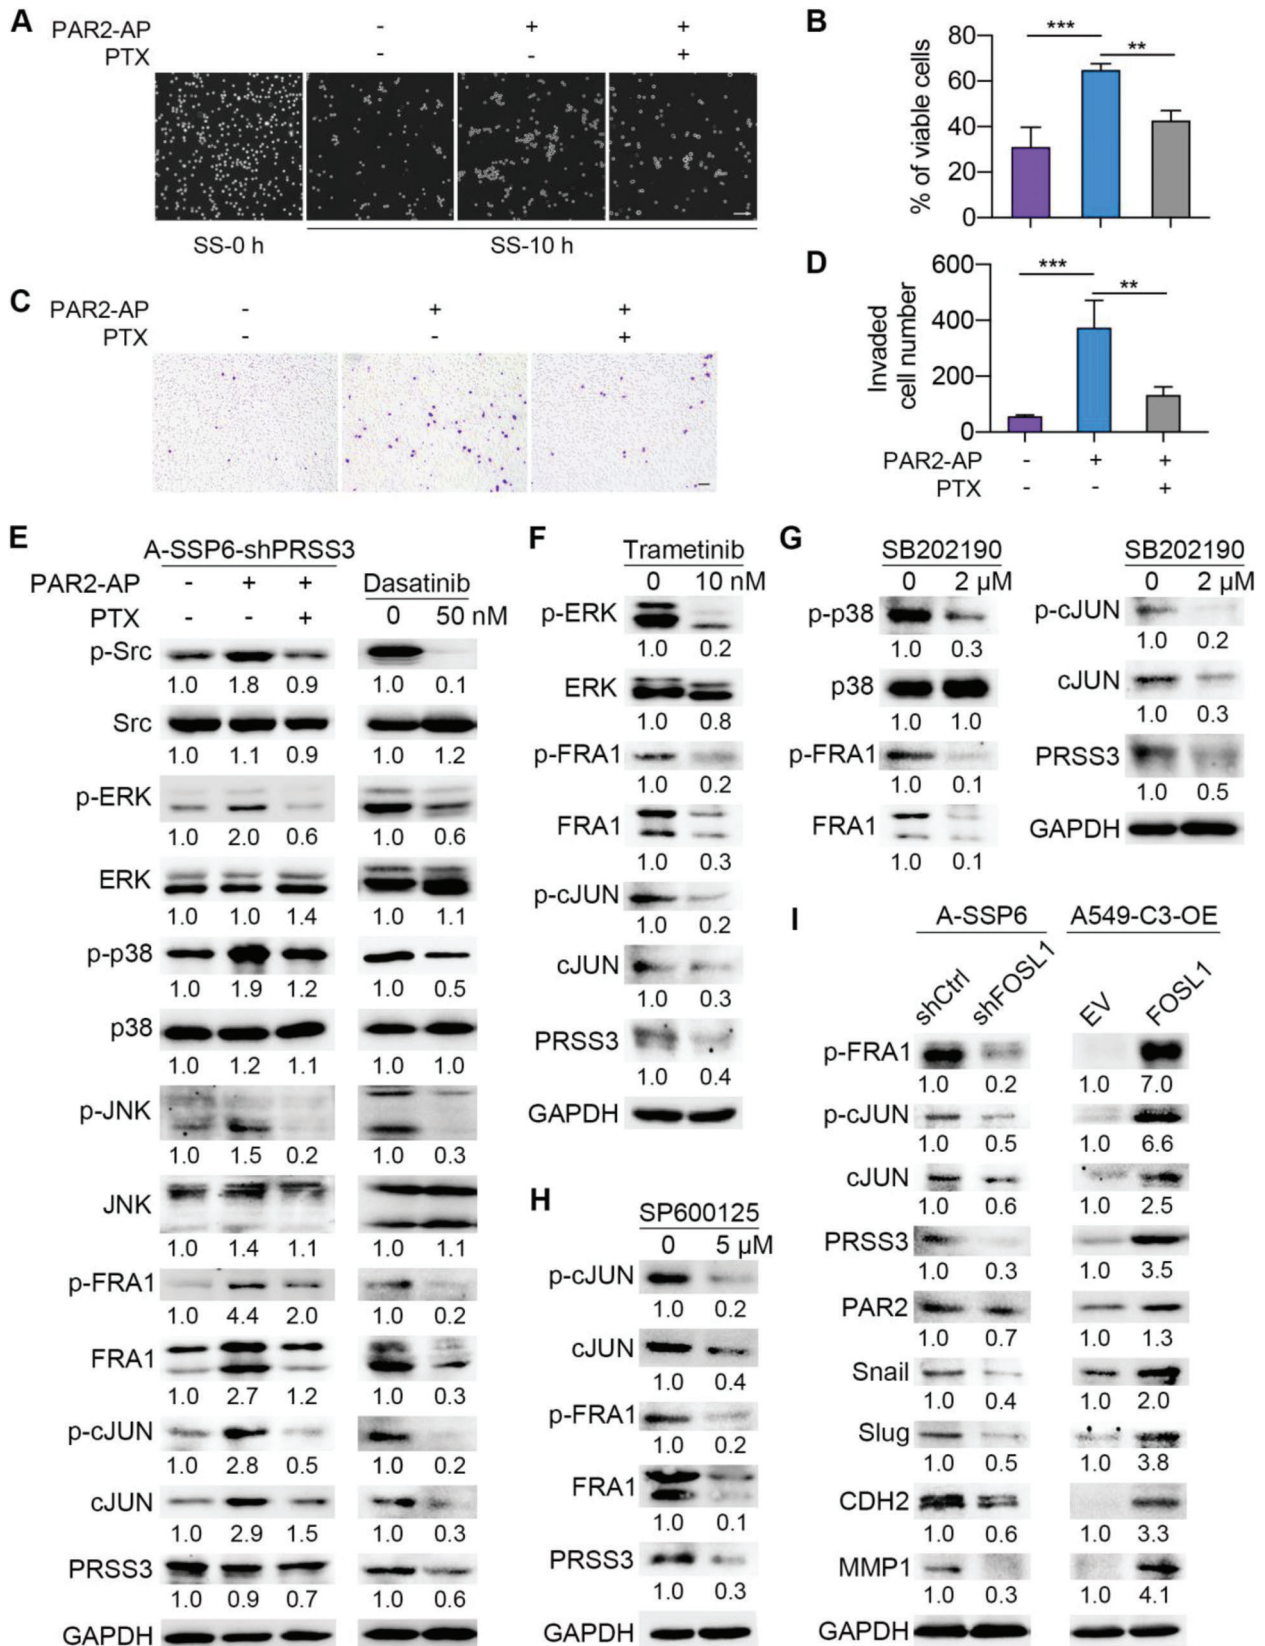 A
PAR2-AP - + +
PTX - - +
SS-0 h SS-10 h
B
% of viable cells
80
60
40
20
0
*** **
C
PAR2-AP - + +
PTX - - +
D
Invaded
cell number
600
400
200
0
*** **
PAR2-AP - + +
PTX - - +
E
A-SSP6-shPRSS3
PAR2-AP - + + Dasatinib
PTX - - + 0 50 nM
p-Src
1.0 1.8 0.9 1.0 0.1
Src
1.0 1.1 0.9 1.0 1.2
p-ERK
1.0 2.0 0.6 1.0 0.6
ERK
1.0 1.0 1.4 1.0 1.1
p-p38
1.0 1.9 1.2 1.0 0.5
p38
1.0 1.2 1.1 1.0 1.0
p-JNK
1.0 1.5 0.2 1.0 0.3
JNK
1.0 1.4 1.1 1.0 1.1
p-FRA1
1.0 4.4 2.0 1.0 0.2
FRA1
1.0 2.7 1.2 1.0 0.3
p-cJUN
1.0 2.8 0.5 1.0 0.2
cJUN
1.0 2.9 1.5 1.0 0.3
PRSS3
1.0 0.9 0.7 1.0 0.6
GAPDH
F
Trametinib
0 10 nM
p-ERK
1.0 0.2
ERK
1.0 0.8
p-FRA1
1.0 0.2
FRA1
1.0 0.3
p-cJUN
1.0 0.2
cJUN
1.0 0.3
PRSS3
1.0 0.4
GAPDH
G
SB202190
0 2 μM
p-p38
1.0 0.3
p38
1.0 1.0
p-FRA1
1.0 0.1
FRA1
1.0 0.1
SB202190
0 2 μM
p-cJUN
1.0 0.2
cJUN
1.0 0.3
PRSS3
1.0 0.5
GAPDH
H
SP600125
0 5 μM
p-cJUN
1.0 0.2
cJUN
1.0 0.4
p-FRA1
1.0 0.2
FRA1
1.0 0.1
PRSS3
1.0 0.3
GAPDH
I
A-SSP6 A549-C3-OE
shCtrl shFOSL1 EV FOSL1
p-FRA1
1.0 0.2 1.0 7.0
p-cJUN
1.0 0.5 1.0 6.6
cJUN
1.0 0.6 1.0 2.5
PRSS3
1.0 0.3 1.0 3.5
PAR2
1.0 0.7 1.0 1.3
Snail
1.0 0.4 1.0 2.0
Slug
1.0 0.5 1.0 3.8
CDH2
1.0 0.6 1.0 3.3
MMP1
1.0 0.3 1.0 4.1
GAPDH